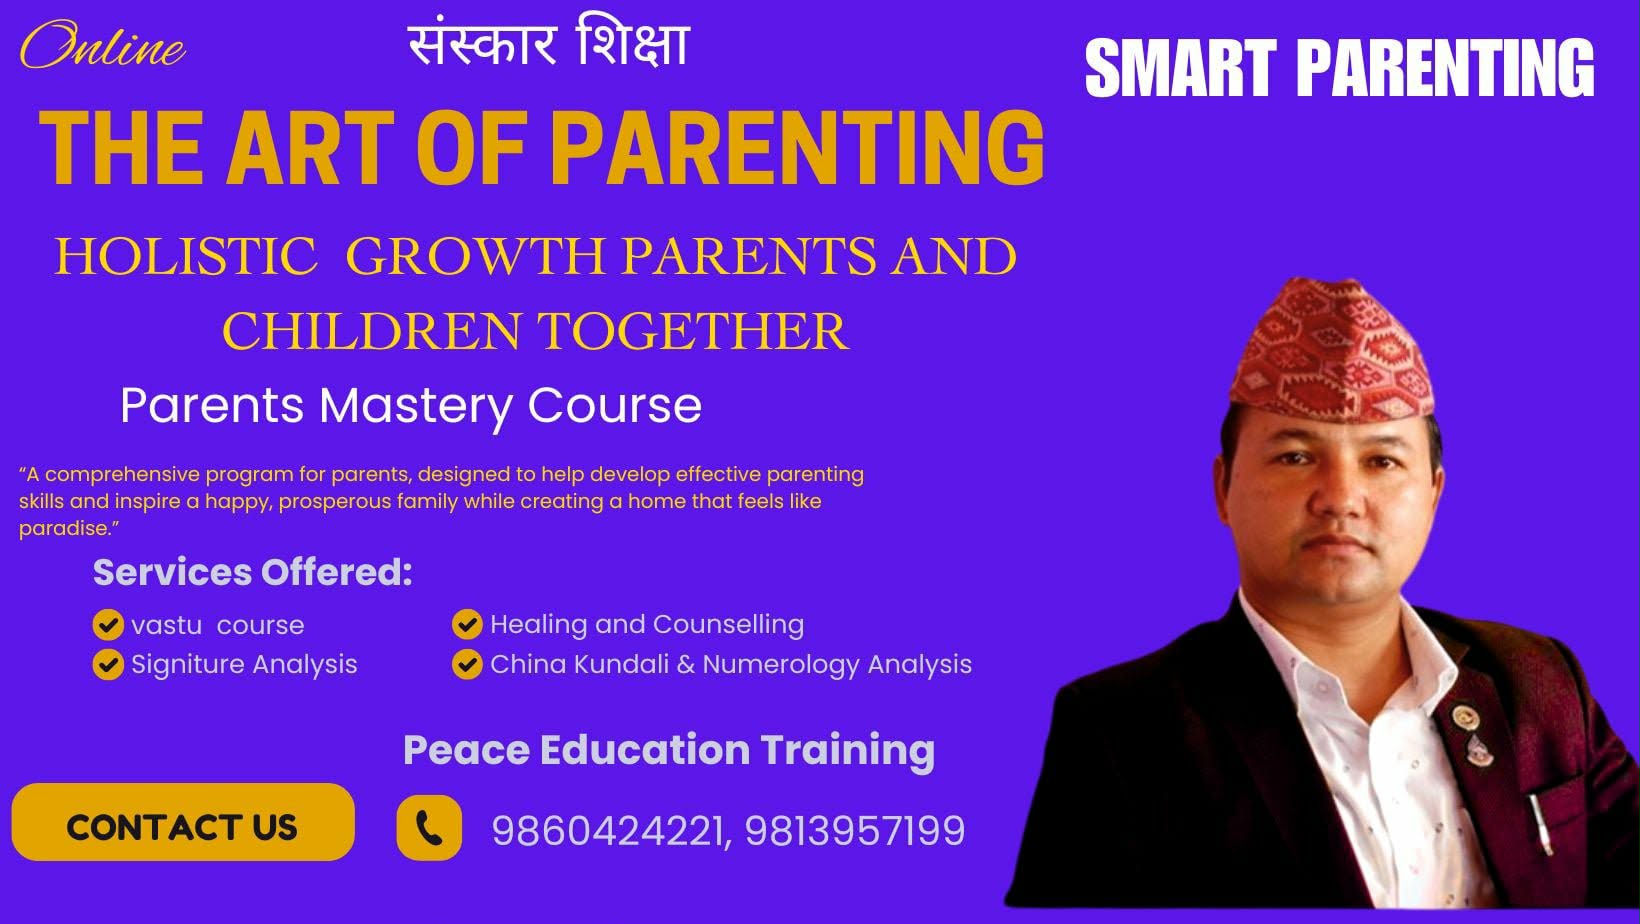 Online
संस्कार शिक्षा
SMART PARENTING
THE ART OF PARENTING
HOLISTIC GROWTH PARENTS AND
CHILDREN TOGETHER
Parents Mastery Course
“A comprehensive program for parents, designed to help develop effective parenting
skills and inspire a happy, prosperous family while creating a home that feels like
paradise.”
Services Offered:
vastu course
Healing and Counselling
Signiture Analysis
China Kundali & Numerology Analysis
Peace Education Training
CONTACT US
9860424221, 9813957199